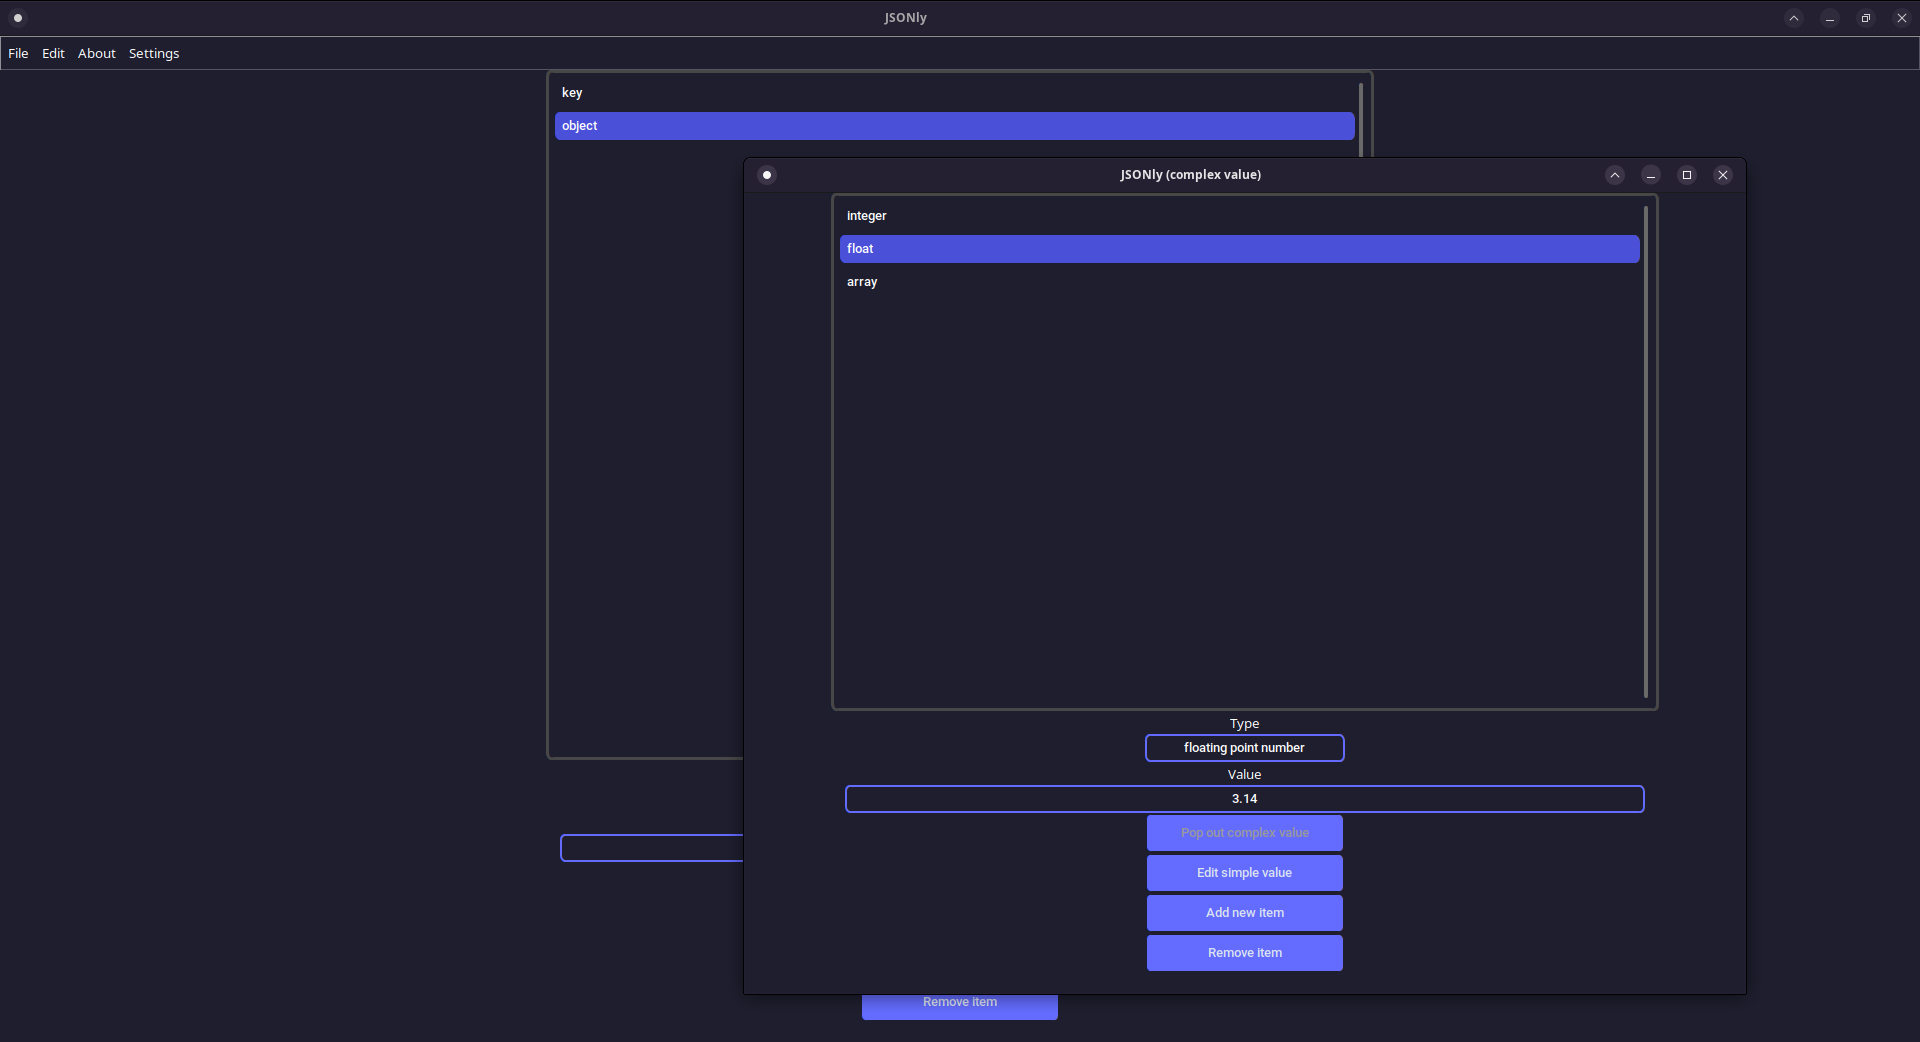 JSONly
File Edit About Settings
key
object
JSONly (complex value)
integer
float
array
Type
floating point number
Value
3.14
Pop out complex value
Edit simple value
Add new item
Remove item
Remove item